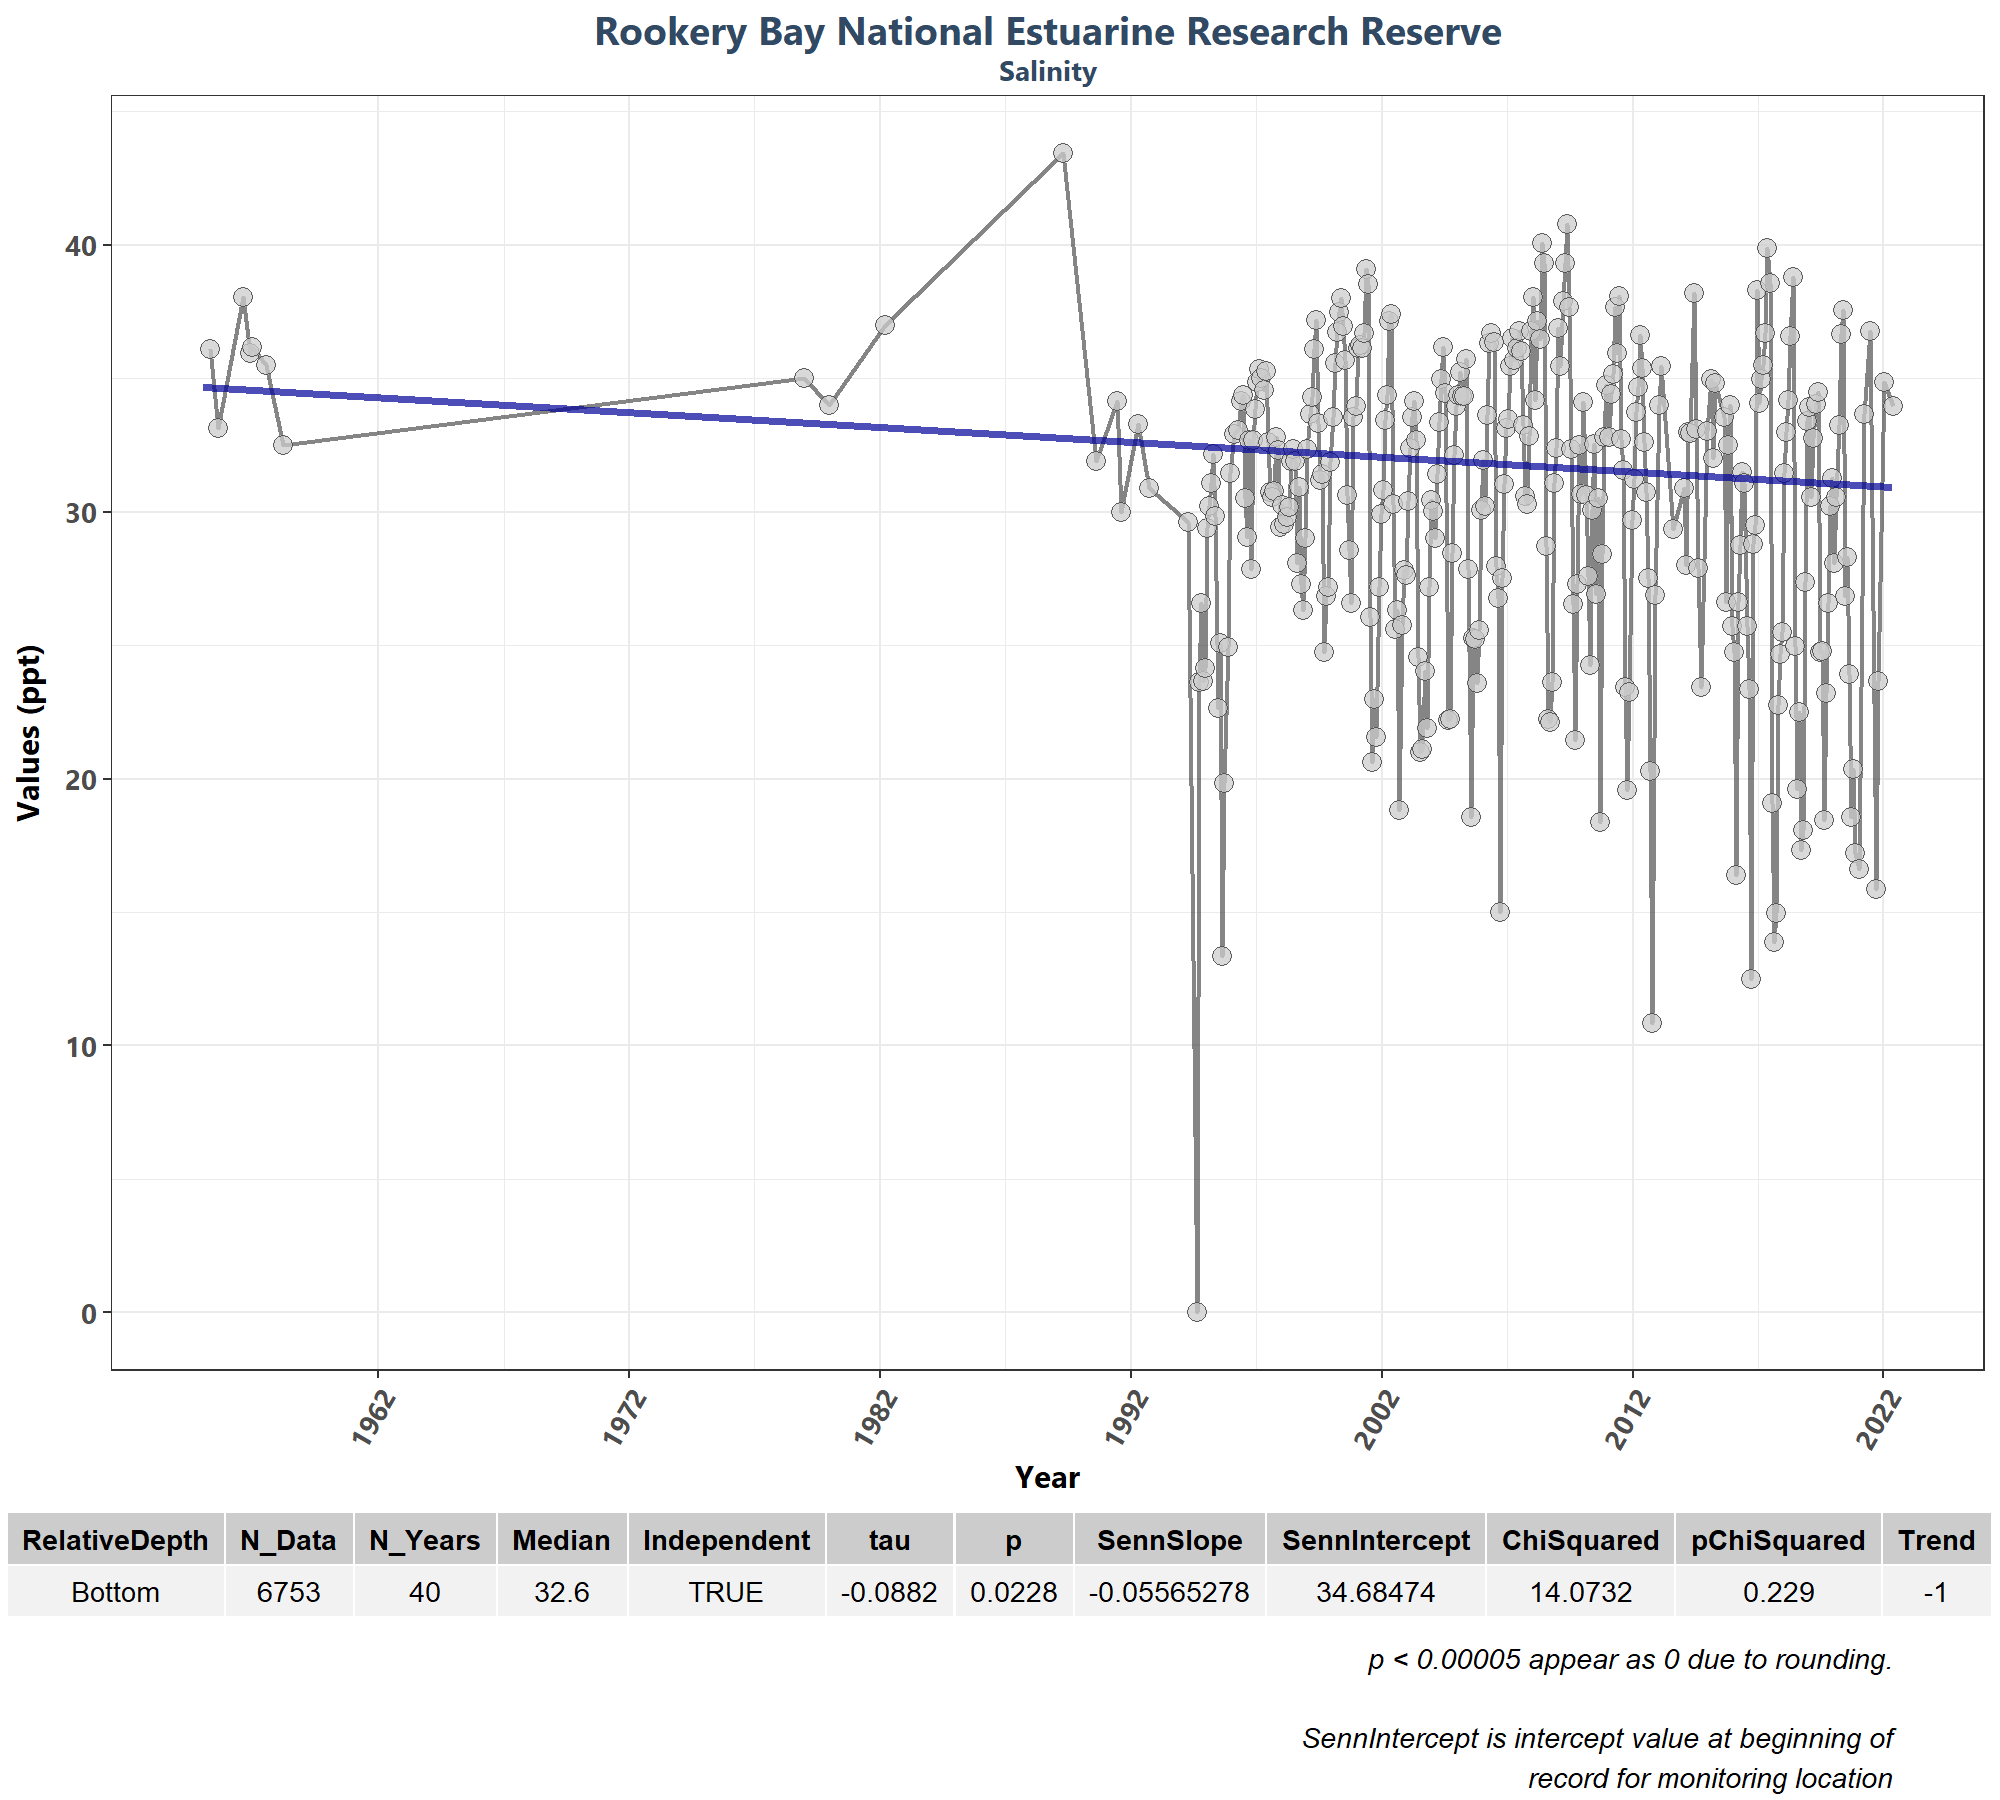 Rookery Bay National Estuarine Research Reserve
Salinity
Values (ppt)
40
30
20
10
0
1962 1972 1982 1992 2002 2012 2022
Year
RelativeDepth N_Data N_Years Median Independent tau p SennSlope SennIntercept ChiSquared pChiSquared Trend
Bottom 6753 40 32.6 TRUE -0.0882 0.0228 -0.05565278 34.68474 14.0732 0.229 -1
p < 0.00005 appear as 0 due to rounding.
SennIntercept is intercept value at beginning of
record for monitoring location